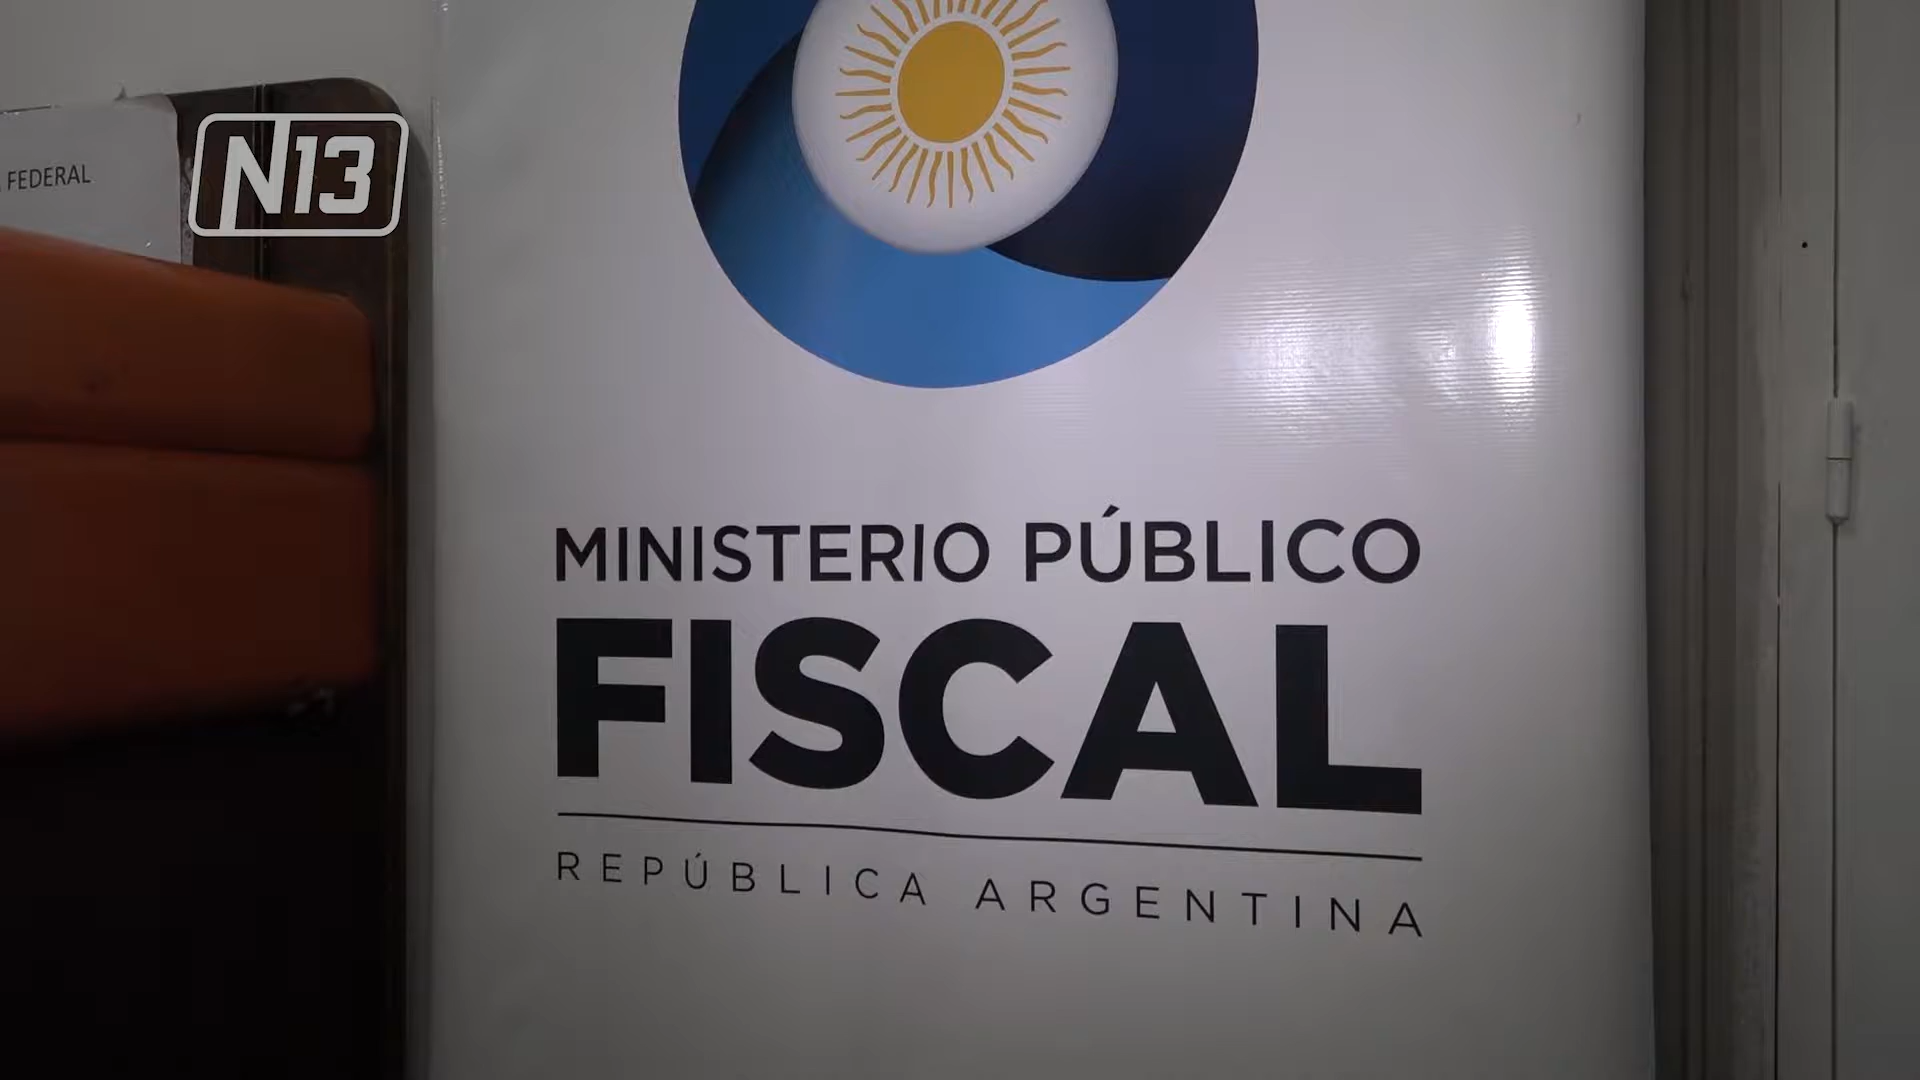 FEDERAL
N13
MINISTERIO PÚBLICO
FISCAL
REPÚBLICA ARGENTINA